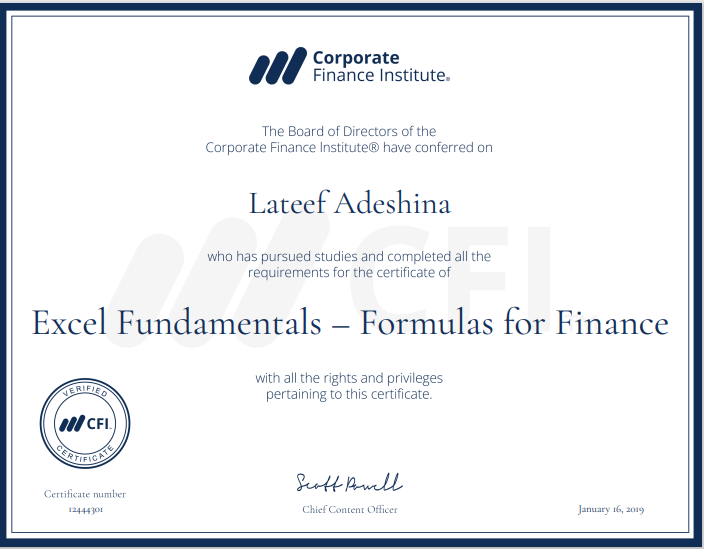 Corporate
Finance Institute®
The Board of Directors of the
Corporate Finance Institute® have conferred on
Lateef Adeshina
who has pursued studies and completed all the
requirements for the certificate of
Excel Fundamentals – Formulas for Finance
with all the rights and privileges
pertaining to this certificate.
VERIFIED
CFI
CERTIFICATE
Scott Powell
Certificate number
12444301
Chief Content Officer
January 16, 2019
CFI